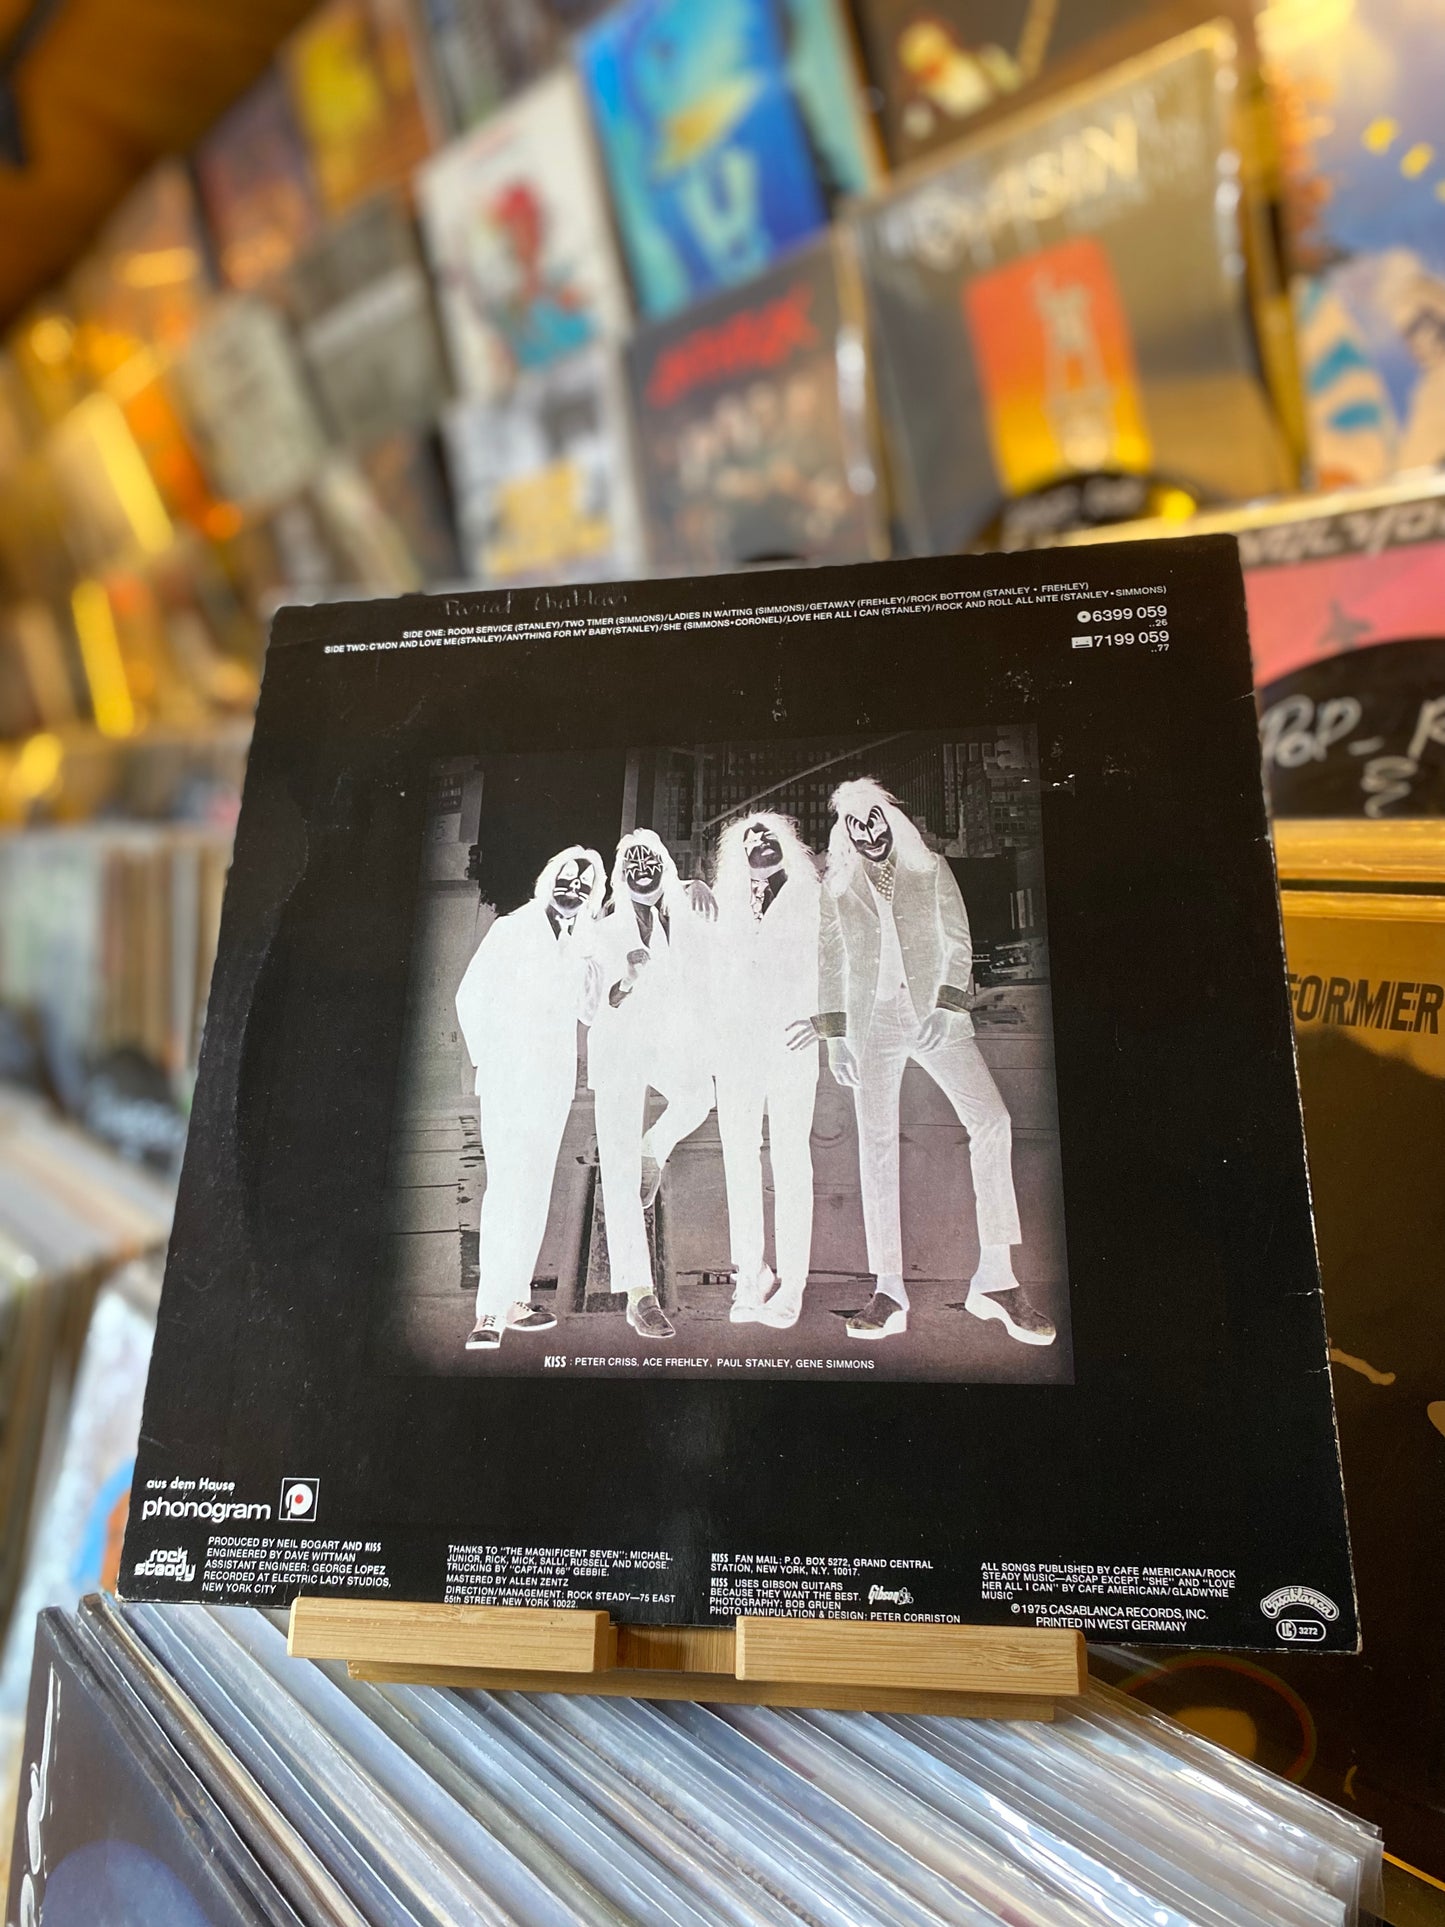 SIDE ONE: ROOM SERVICE (STANLEY)/TWO TIMER (SIMMONS)/LADIES IN WAITING (SIMMONS)/GETAWAY (FREHLEY)/ROCK BOTTOM (STANLEY • FREHLEY)
SIDE TWO: C'MON AND LOVE ME(STANLEY)/ANYTHING FOR MY BABY(STANLEY)/SHE (SIMMONS•CORONEL)/LOVE HER ALL I CAN (STANLEY)/ROCK AND ROLL ALL NITE (STANLEY•SIMMONS)
6399 059
..26
7199 059
..77
POP_
FORMER
KISS : PETER CRISS, ACE FREHLEY, PAUL STANLEY, GENE SIMMONS
aus dem Hause
phonogram
rock steady
PRODUCED BY NEIL BOGART AND KISS
ENGINEERED BY DAVE WITTMAN
ASSISTANT ENGINEER: GEORGE LOPEZ
RECORDED AT ELECTRIC LADY STUDIOS,
NEW YORK CITY
THANKS TO "THE MAGNIFICENT SEVEN": MICHAEL,
JUNIOR, RICK, MICK, SALLI, RUSSELL AND MOOSE.
TRUCKING BY "CAPTAIN 66" GEBBIE.
MASTERED BY ALLEN ZENTZ
DIRECTION/MANAGEMENT: ROCK STEADY—75 EAST
55th STREET, NEW YORK 10022
KISS FAN MAIL: P.O. BOX 5272, GRAND CENTRAL
STATION, NEW YORK, N.Y. 10017.
KISS USES GIBSON GUITARS
BECAUSE THEY WANT THE BEST. Gibson
PHOTOGRAPHY: BOB GRUEN
PHOTO MANIPULATION & DESIGN: PETER CORRISTON
ALL SONGS PUBLISHED BY CAFE AMERICANA/ROCK
STEADY MUSIC—ASCAP EXCEPT "SHE" AND "LOVE
HER ALL I CAN" BY CAFE AMERICANA/GLADWYNE
MUSIC
℗1975 CASABLANCA RECORDS, INC.
PRINTED IN WEST GERMANY
Casablanca
LC 3272